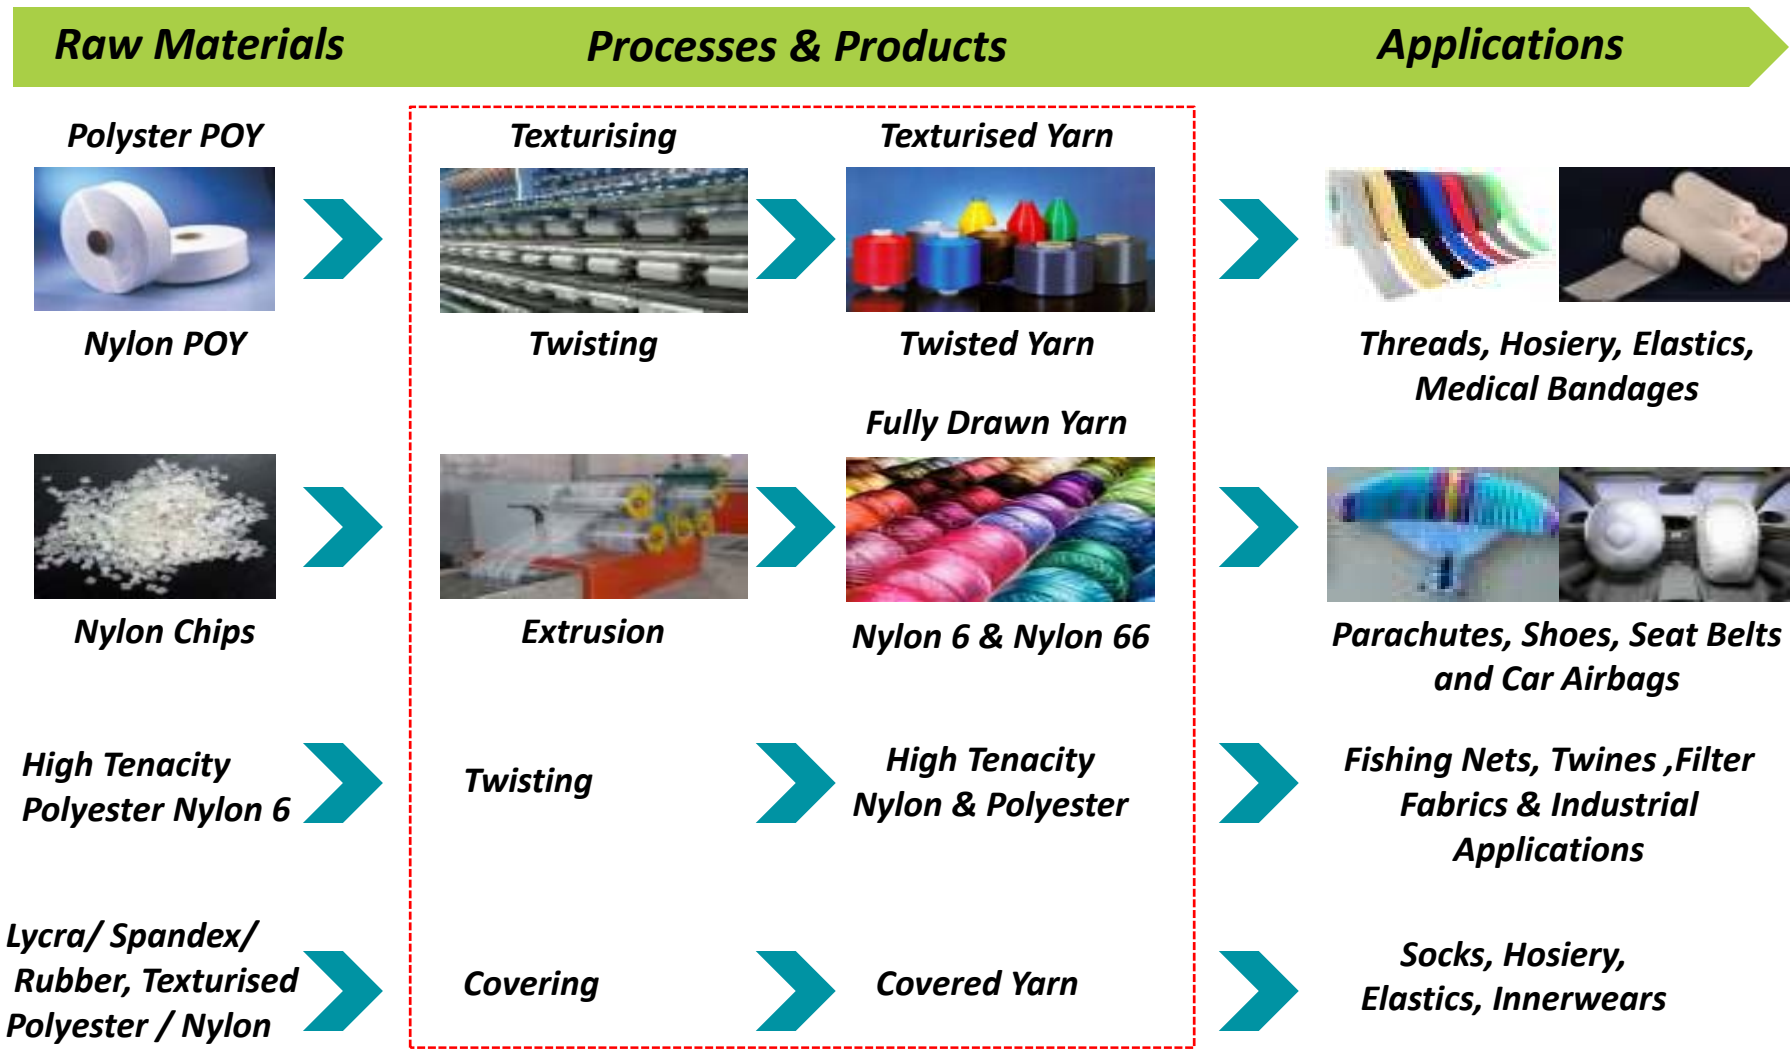 Raw Materials
Processes & Products
Applications
Polyster POY
Texturising
Texturised Yarn
Nylon POY
Twisting
Twisted Yarn
Threads, Hosiery, Elastics,
Medical Bandages
Fully Drawn Yarn
Nylon Chips
Extrusion
Nylon 6 & Nylon 66
Parachutes, Shoes, Seat Belts
and Car Airbags
High Tenacity
Polyester Nylon 6
Twisting
High Tenacity
Nylon & Polyester
Fishing Nets, Twines ,Filter
Fabrics & Industrial
Applications
Lycra/ Spandex/
Rubber, Texturised
Polyester / Nylon
Covering
Covered Yarn
Socks, Hosiery,
Elastics, Innerwears